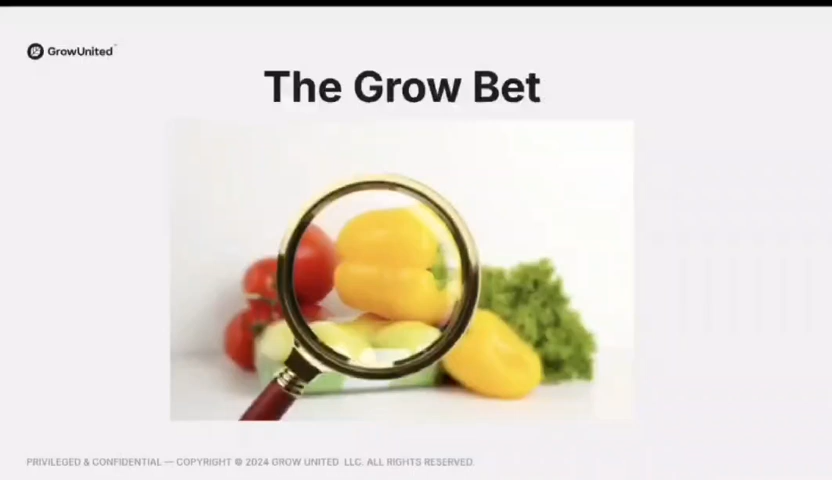 GrowUnited
The Grow Bet
PRIVILEGED & CONFIDENTIAL — COPYRIGHT © 2024 GROW UNITED LLC. ALL RIGHTS RESERVED.